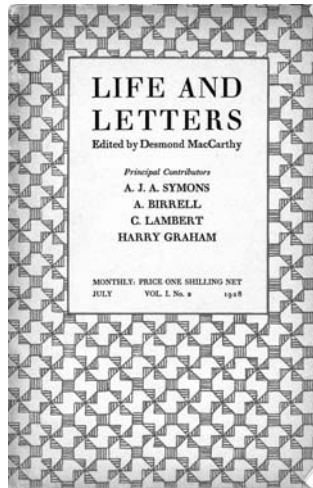 LIFE AND
LETTERS
Edited by Desmond MacCarthy
Principal Contributors
A. J. A. SYMONS
A. BIRRELL
C. LAMBERT
HARRY GRAHAM
MONTHLY: PRICE ONE SHILLING NET
JULY VOL. I. No. 2 1928